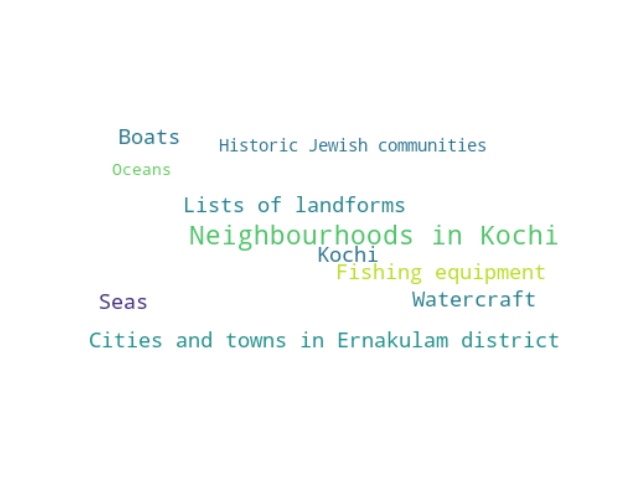 Boats
Historic Jewish communities
Oceans
Lists of landforms
Neighbourhoods in Kochi
Kochi
Fishing equipment
Seas
Watercraft
Cities and towns in Ernakulam district